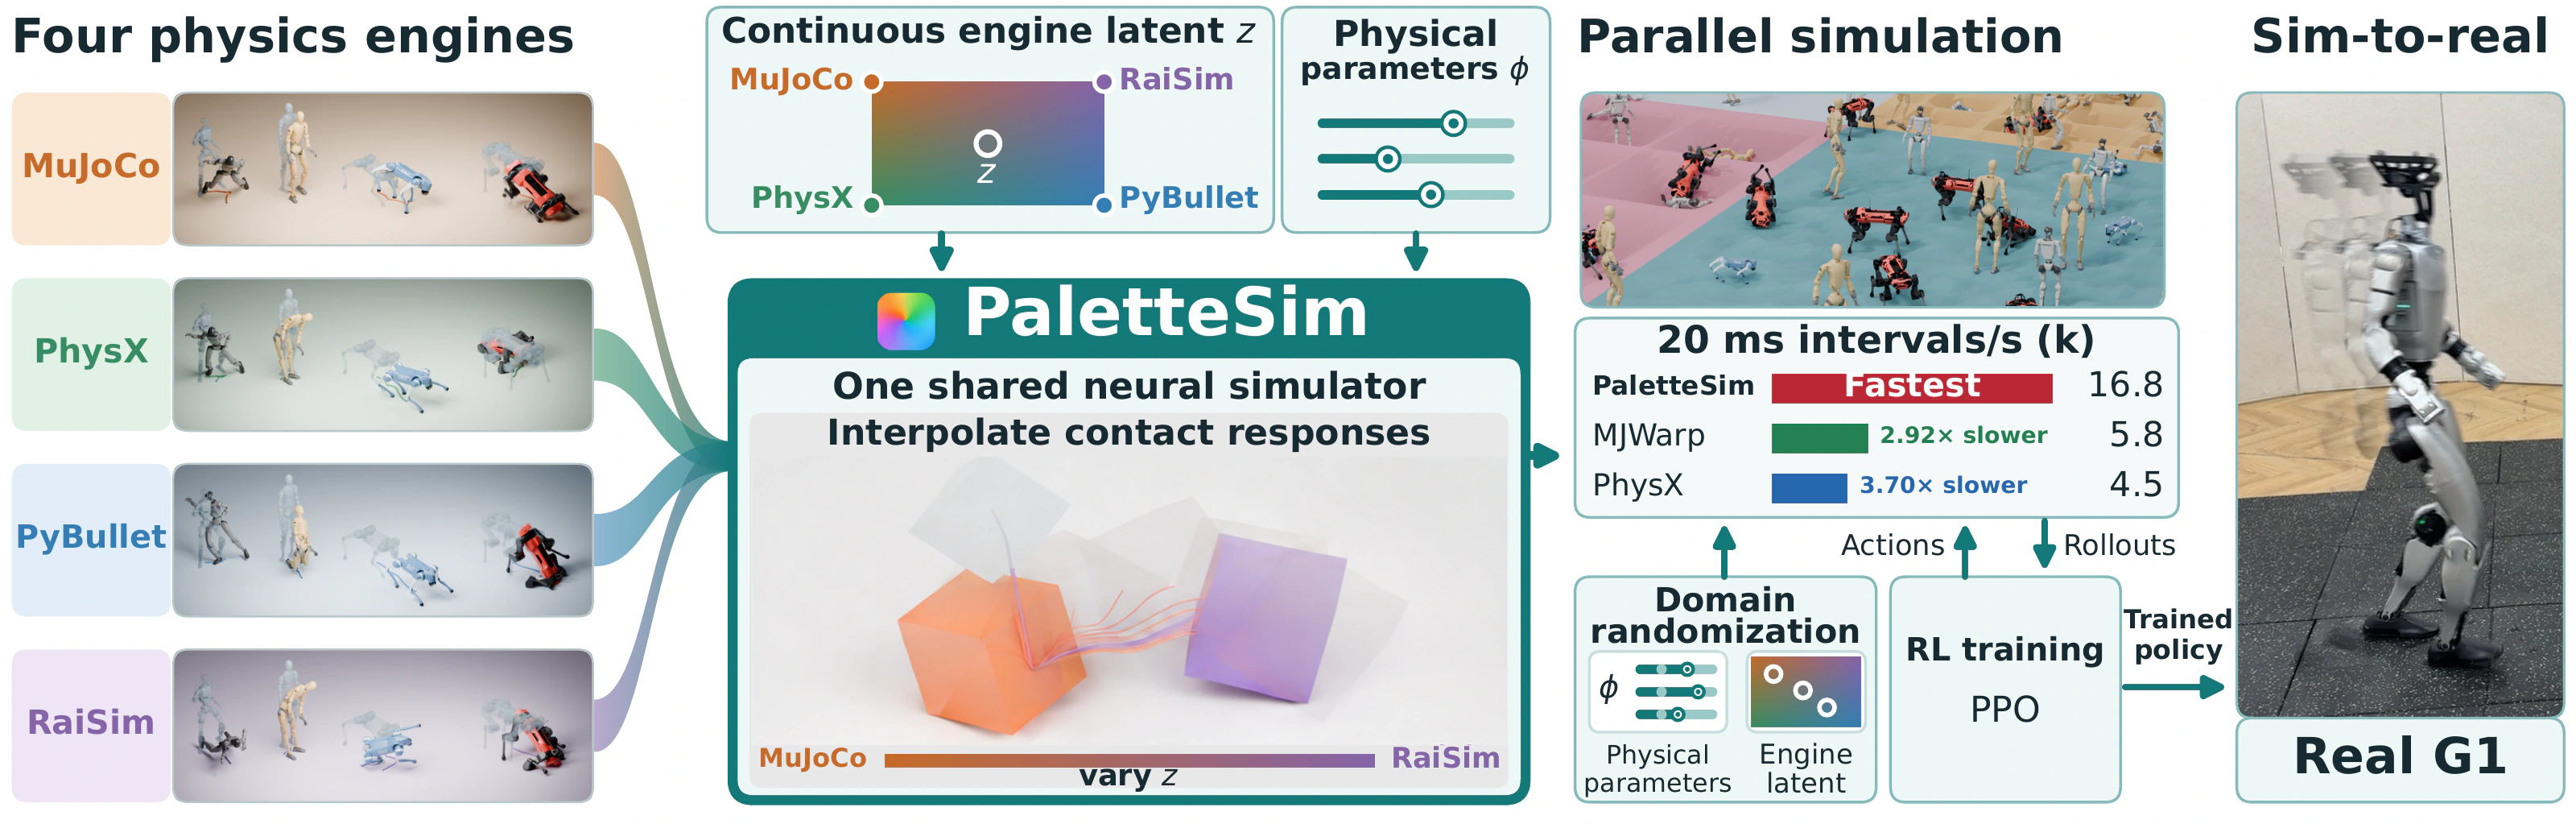 Four physics engines
MuJoCo
PhysX
PyBullet
RaiSim
Continuous engine latent z
MuJoCo
RaiSim
z
PhysX
PyBullet
Physical
parameters ϕ
PaletteSim
One shared neural simulator
Interpolate contact responses
MuJoCo
RaiSim
vary z
Parallel simulation
20 ms intervals/s (k)
PaletteSim Fastest 16.8
MJWarp 2.92× slower 5.8
PhysX 3.70× slower 4.5
Actions
Rollouts
Domain
randomization
ϕ
Physical
parameters
Engine
latent
RL training
PPO
Trained
policy
Sim-to-real
Real G1